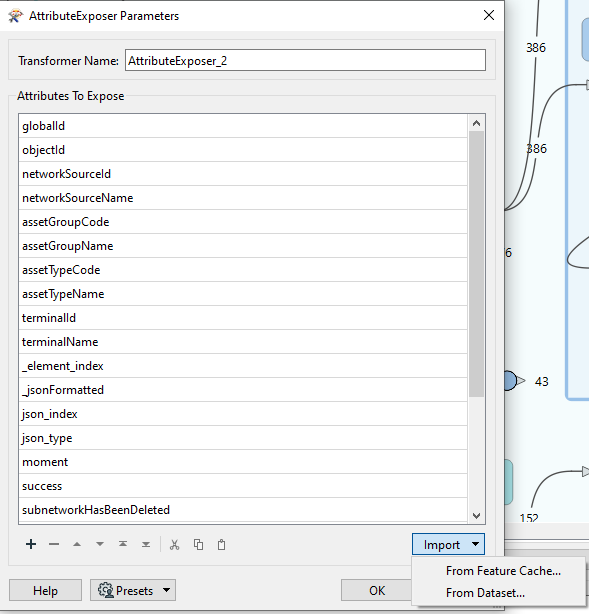 AttributeExposer Parameters
Transformer Name: AttributeExposer_2
Attributes To Expose
globalId
objectId
networkSourceId
networkSourceName
assetGroupCode
assetGroupName
assetTypeCode
assetTypeName
terminalId
terminalName
_element_index
_jsonFormatted
json_index
json_type
moment
success
subnetworkHasBeenDeleted
Import
From Feature Cache...
From Dataset...
Help
Presets
OK
386
386
6
43
152